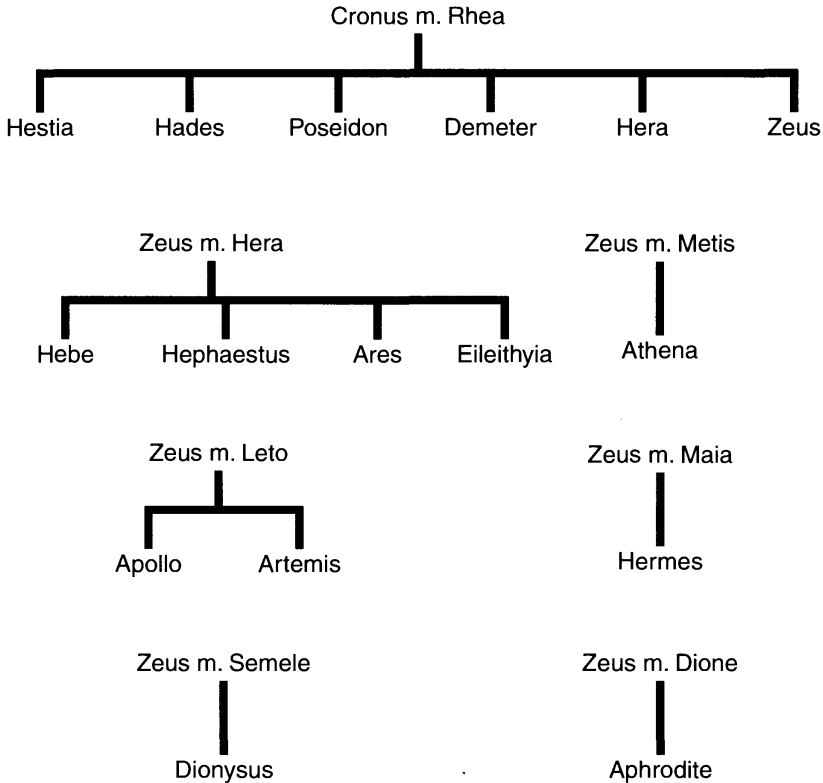 Cronus m. Rhea
Hestia Hades Poseidon Demeter Hera Zeus
Zeus m. Hera Zeus m. Metis
Hebe Hephaestus Ares Eileithyia Athena
Zeus m. Leto Zeus m. Maia
Apollo Artemis Hermes
Zeus m. Semele Zeus m. Dione
Dionysus Aphrodite